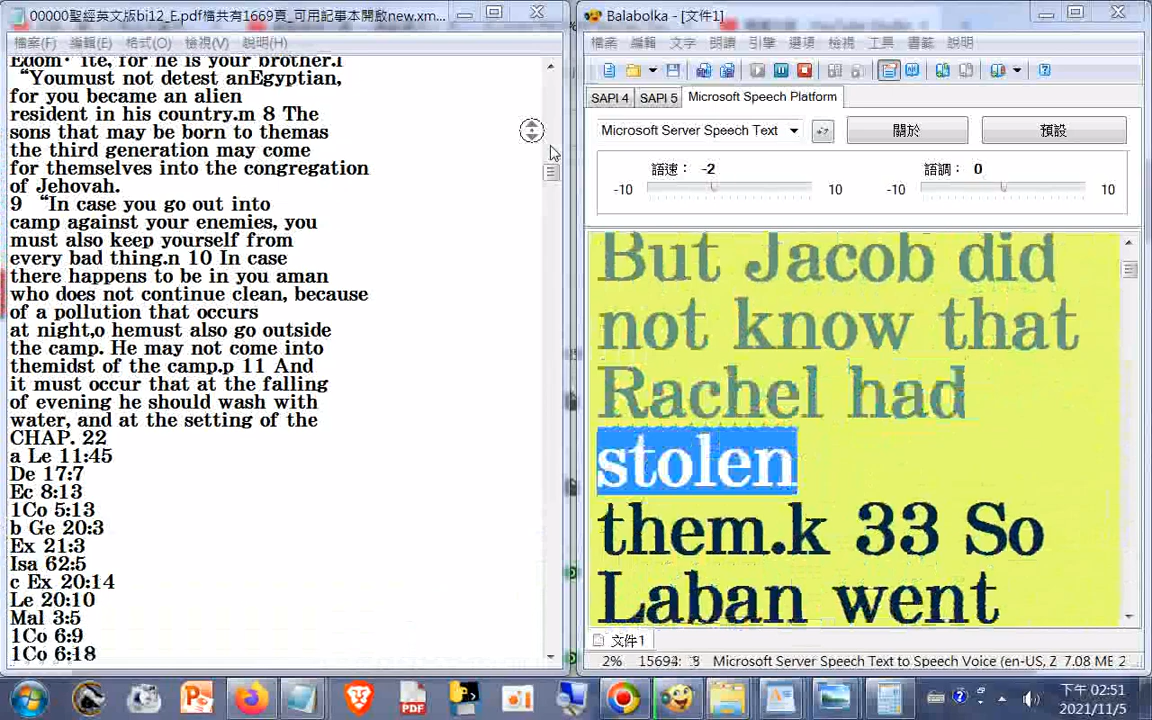 00000聖經英文版bi12_E.pdf檔共有1669頁_可用記事本開啟new.xm...
檔案(F) 編輯(E) 格式(O) 檢視(V) 說明(H)
Edom·ite, for he is your brother.l
“Youmust not detest anEgyptian,
for you became an alien
resident in his country.m 8 The
sons that may be born to themas
the third generation may come
for themselves into the congregation
of Jehovah.
9 “In case you go out into
camp against your enemies, you
must also keep yourself from
every bad thing.n 10 In case
there happens to be in you aman
who does not continue clean, because
of a pollution that occurs
at night,o hemust also go outside
the camp. He may not come into
themidst of the camp.p 11 And
it must occur that at the falling
of evening he should wash with
water, and at the setting of the
CHAP. 22
a Le 11:45
De 17:7
Ec 8:13
1Co 5:13
b Ge 20:3
Ex 21:3
Isa 62:5
c Ex 20:14
Le 20:10
Mal 3:5
1Co 6:9
1Co 6:18
Balabolka - [文件1]
檔案 編輯 文字 朗讀 引擎 選項 檢視 工具 書籤 說明
SAPI 4 SAPI 5 Microsoft Speech Platform
Microsoft Server Speech Text 關於 預設
語速: -2 語調: 0
-10 10 -10 10
But Jacob did
not know that
Rachel had
stolen
them.k 33 So
Laban went
文件1
2% Microsoft Server Speech Text to Speech Voice (en-US, Z 7.08 MB
下午 02:51
2021/11/5